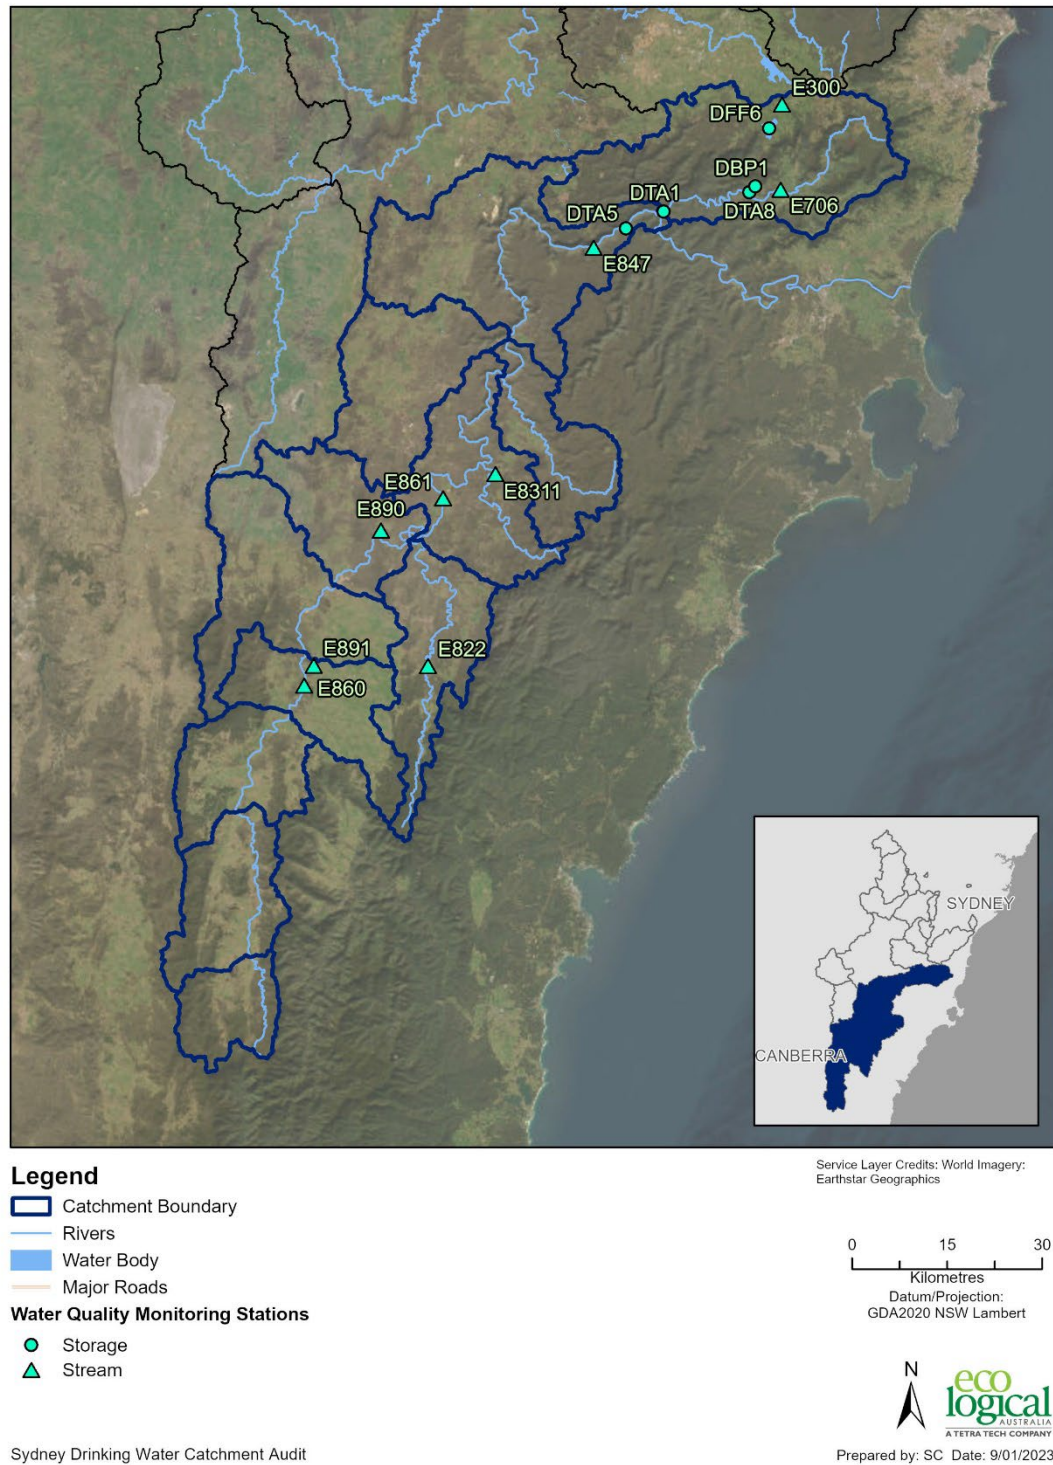 E300
DFF6
DBP1
DTA1
DTA8
E706
DTA5
E847
E861
E8311
E890
E891
E822
E860
SYDNEY
CANBERRA
Legend
Catchment Boundary
Rivers
Water Body
Major Roads
Water Quality Monitoring Stations
Storage
Stream
Service Layer Credits: World Imagery:
Earthstar Geographics
0 15 30
Kilometres
Datum/Projection:
GDA2020 NSW Lambert
N
eco
logical
AUSTRALIA
A TETRA TECH COMPANY
Sydney Drinking Water Catchment Audit
Prepared by: SC Date: 9/01/2023